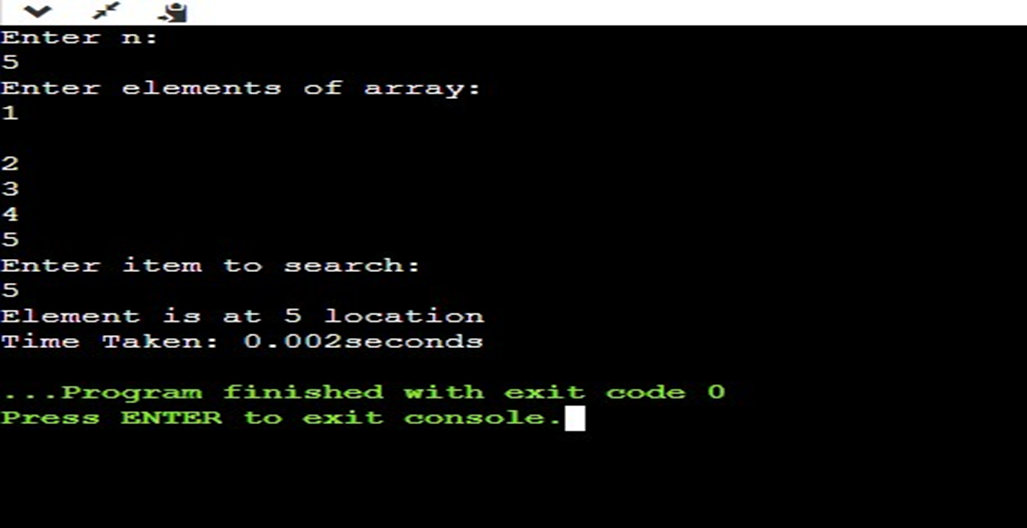 Enter n:
5
Enter elements of array:
1
2
3
4
5
Enter item to search:
5
Element is at 5 location
Time Taken: 0.002seconds
...Program finished with exit code 0
Press ENTER to exit console.